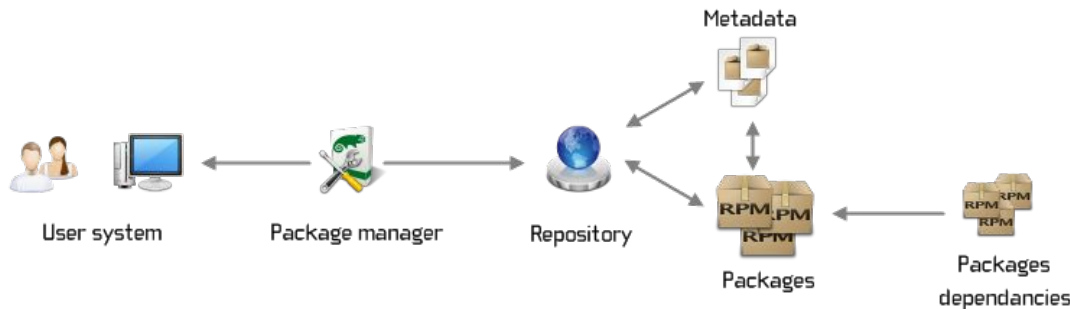 Metadata
User system
Package manager
Repository
RPM
RPM
RPM
Packages
RPM
RPM
RPM
Packages
dependancies